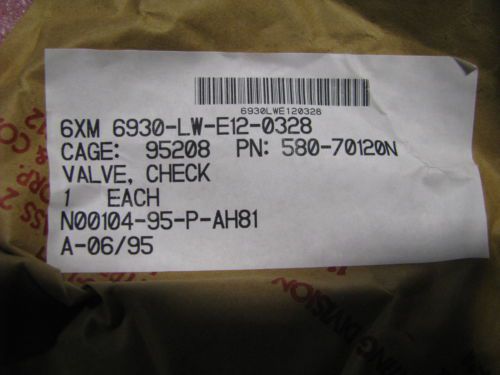 6930LWE120328
6XM 6930-LW-E12-0328
CAGE: 95208 PN: 580-70120N
VALVE, CHECK
1 EACH
N00104-95-P-AH81
A-06/95
DIVISION